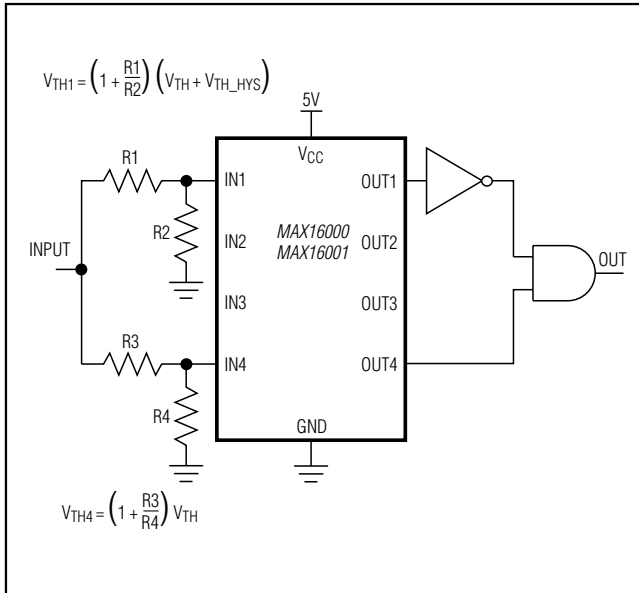 VTH1 = (1 + R1/R2) (VTH + VTH_HYS)
5V
VCC
R1
IN1
OUT1
R2
MAX16000
MAX16001
IN2
OUT2
INPUT
OUT
IN3
OUT3
R3
IN4
OUT4
R4
GND
VTH4 = (1 + R3/R4) VTH